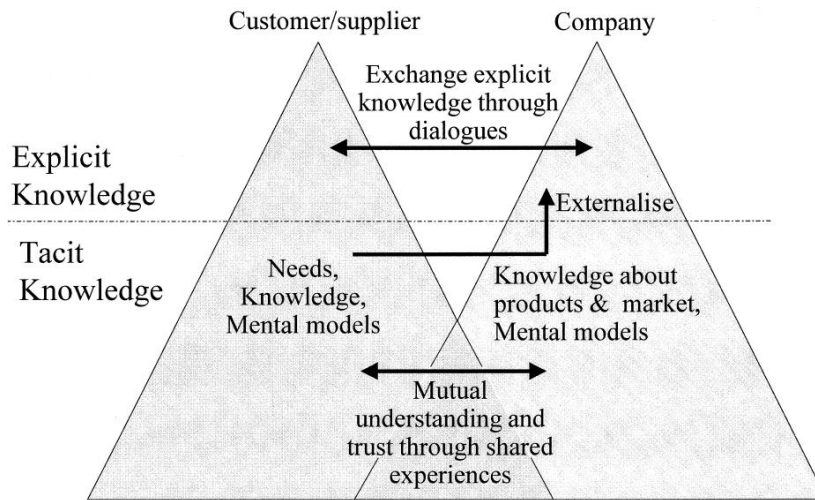 Customer/supplier
Company
Exchange explicit
knowledge through
dialogues
Explicit
Knowledge
Externalise
Tacit
Knowledge
Needs,
Knowledge,
Mental models
Knowledge about
products & market,
Mental models
Mutual
understanding and
trust through shared
experiences